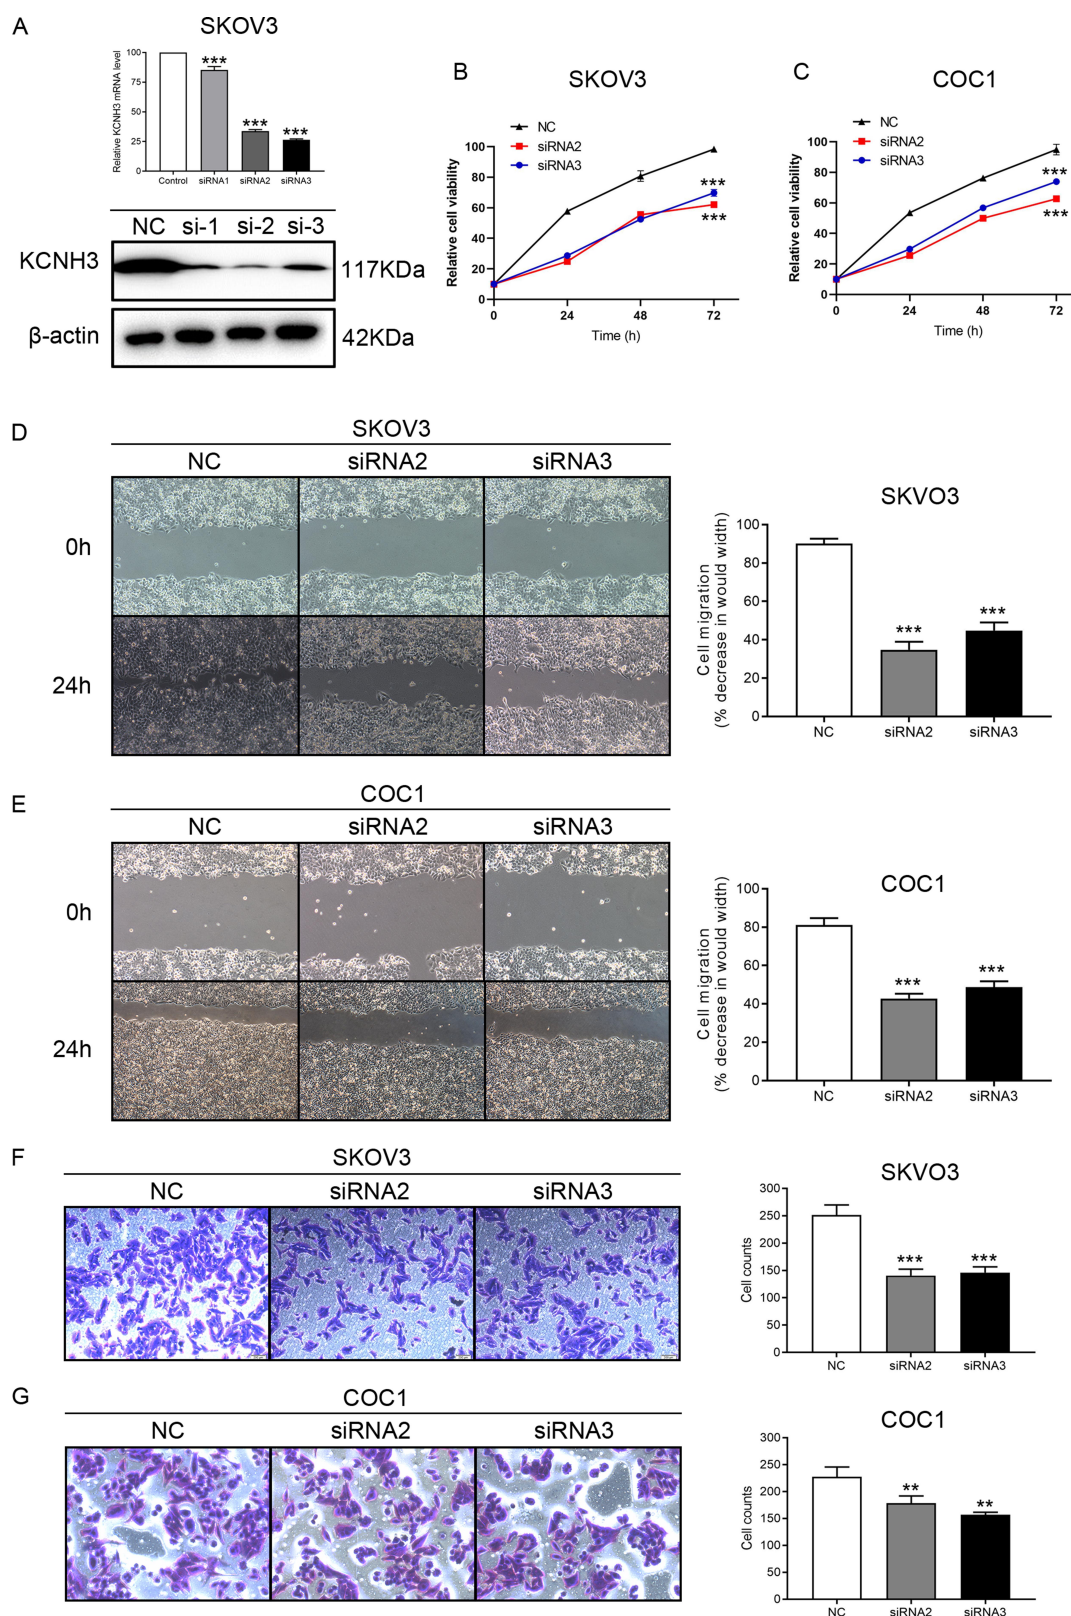 A
SKOV3
Relative KCNH3 mRNA level
100
75
50
25
0
***
***
***
Control siRNA1 siRNA2 siRNA3
NC si-1 si-2 si-3
KCNH3
117KDa
β-actin
42KDa
B
SKOV3
NC
siRNA2
siRNA3
Relative cell viability
100
80
60
40
20
0
***
***
0 24 48 72
Time (h)
C
COC1
NC
siRNA2
siRNA3
Relative cell viability
100
80
60
40
20
0
***
***
0 24 48 72
Time (h)
D
SKOV3
NC siRNA2 siRNA3
0h
24h
SKVO3
Cell migration
(% decrease in would width)
100
80
60
40
20
0
***
***
NC siRNA2 siRNA3
E
COC1
NC siRNA2 siRNA3
0h
24h
COC1
Cell migration
(% decrease in would width)
80
60
40
20
0
100
***
***
NC siRNA2 siRNA3
F
SKOV3
NC siRNA2 siRNA3
SKVO3
Cell counts
300
250
200
150
100
50
0
***
***
NC siRNA2 siRNA3
G
COC1
NC siRNA2 siRNA3
COC1
Cell counts
300
250
200
150
100
50
0
**
**
NC siRNA2 siRNA3